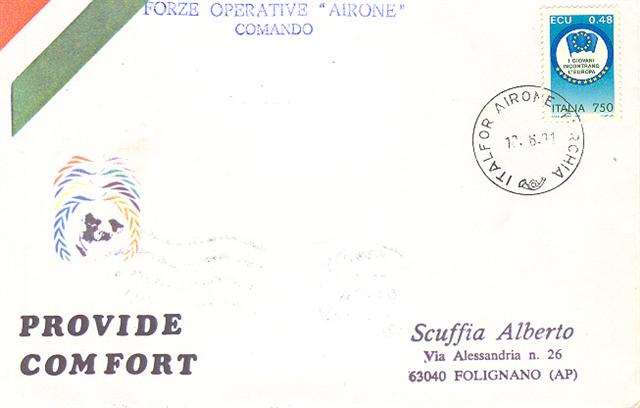 FORZE OPERATIVE "AIRONE"
COMANDO
ECU 0,48
I GIOVANI
INCONTRANO
L'EUROPA
ITALIA 750
ITALFOR AIRONE
PROVIDE
COMFORT
Scuffia Alberto
Via Alessandria n. 26
63040 FOLIGNANO (AP)